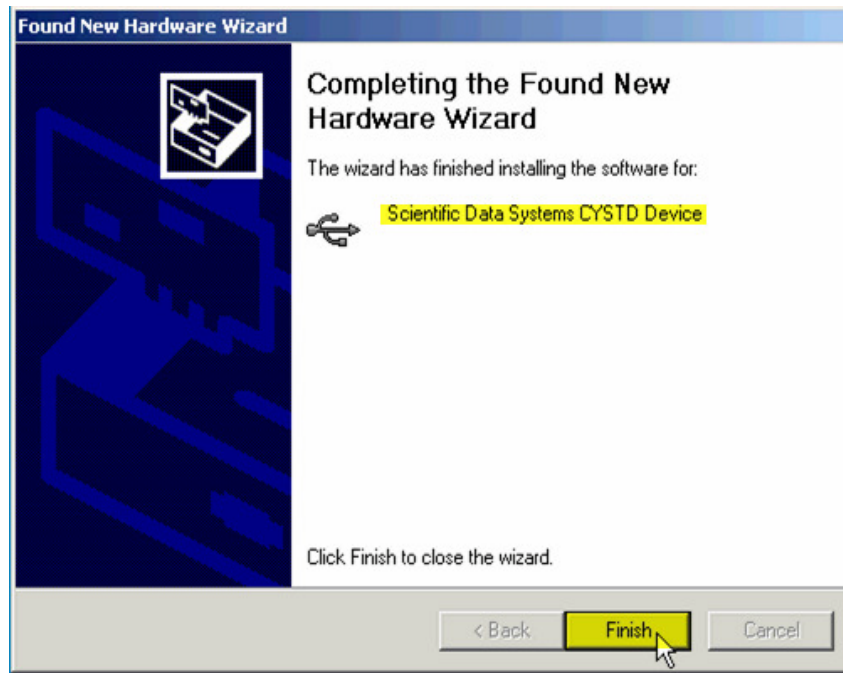 Found New Hardware Wizard
Completing the Found New
Hardware Wizard
The wizard has finished installing the software for:
Scientific Data Systems CYSTD Device
Click Finish to close the wizard.
< Back Finish Cancel